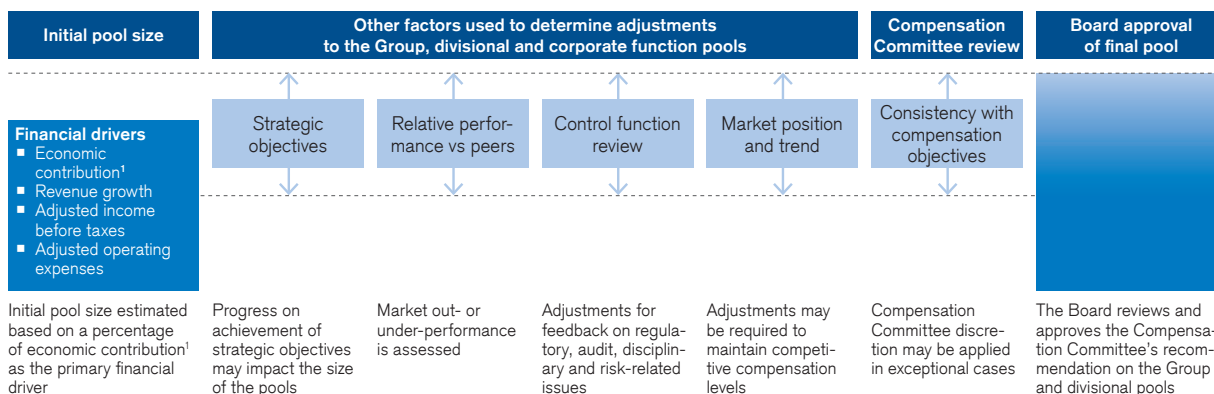 Initial pool size
Other factors used to determine adjustments
to the Group, divisional and corporate function pools
Compensation
Committee review
Board approval
of final pool
Financial drivers
■ Economic
contribution¹
■ Revenue growth
■ Adjusted income
before taxes
■ Adjusted operating
expenses
Strategic
objectives
Relative perfor-
mance vs peers
Control function
review
Market position
and trend
Consistency with
compensation
objectives
Initial pool size estimated
based on a percentage
of economic contribution¹
as the primary financial
driver
Progress on
achievement of
strategic objectives
may impact the size
of the pools
Market out- or
under-performance
is assessed
Adjustments for
feedback on regula-
tory, audit, disciplin-
ary and risk-related
issues
Adjustments may
be required to
maintain competi-
tive compensation
levels
Compensation
Committee discre-
tion may be applied
in exceptional cases
The Board reviews and
approves the Compensa-
tion Committee's recom-
mendation on the Group
and divisional pools